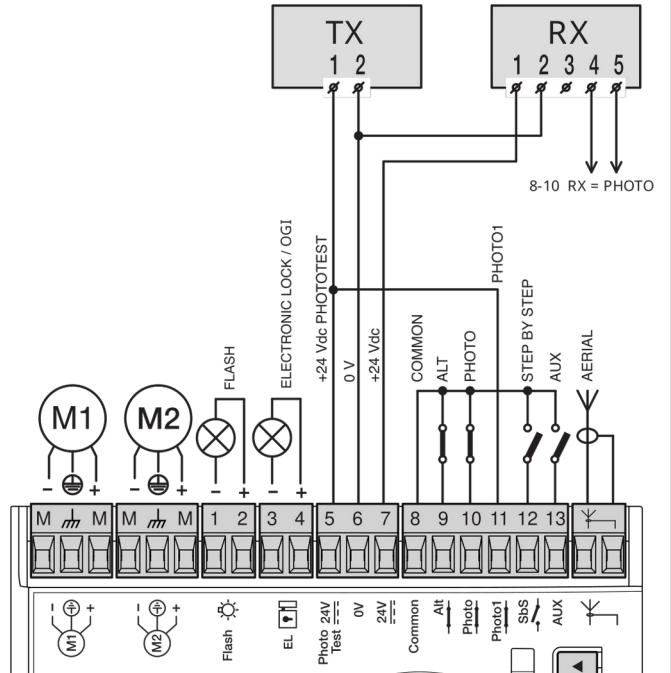 TX
1 2
RX
1 2 3 4 5
8-10 RX = PHOTO
FLASH
ELECTRONIC LOCK / OGI
+24 Vdc PHOTOTEST
0 V
+24 Vdc
COMMON
ALT
PHOTO
PHOTO1
STEP BY STEP
AUX
AERIAL
M1
M2
- +
- +
- +
- +
M M M M 1 2 3 4 5 6 7 8 9 10 11 12 13
- +
M1
- +
M2
Flash
EL
Photo 24V
Test
0V
24V
Common
Alt
Photo
Photo1
SbS
AUX